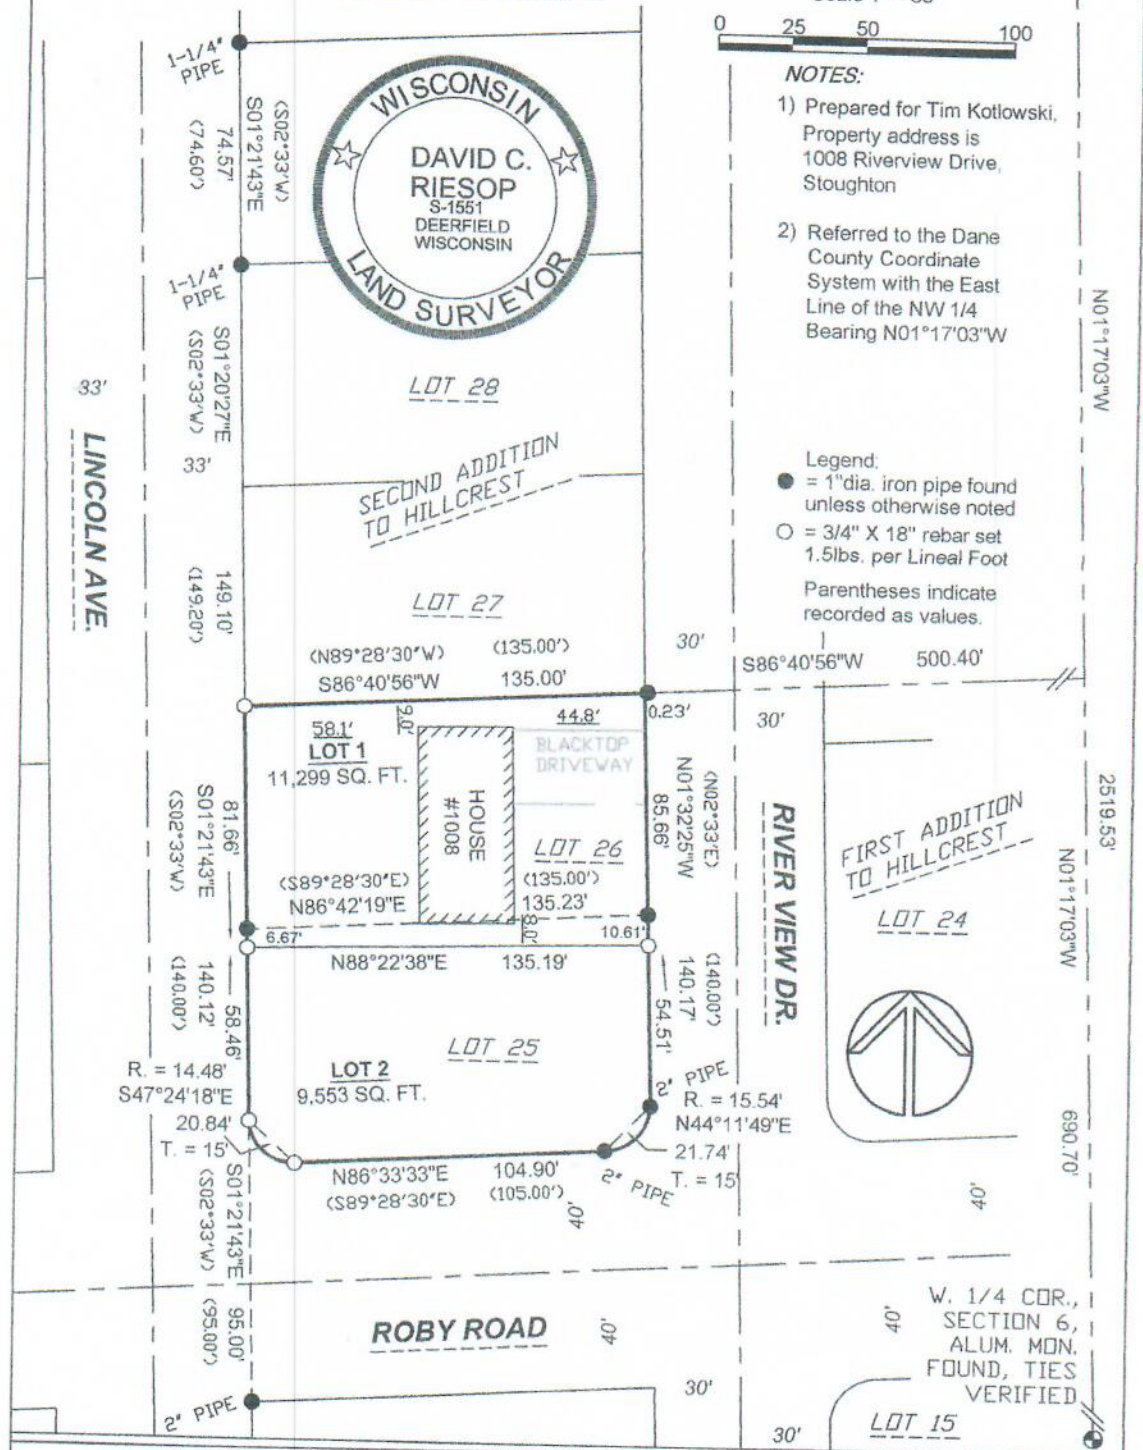 0 25 50 100
NOTES:
1) Prepared for Tim Kotlowski,
Property address is
1008 Riverview Drive,
Stoughton
2) Referred to the Dane
County Coordinate
System with the East
Line of the NW 1/4
Bearing N01°17'03"W
Legend:
= 1"dia. iron pipe found
unless otherwise noted
= 3/4" X 18" rebar set
1.5lbs. per Lineal Foot
Parentheses indicate
recorded as values.
WISCONSIN
DAVID C.
RIESOP
S-1551
DEERFIELD
WISCONSIN
LAND SURVEYOR
1-1/4"
PIPE
(S02°33'W)
S01°21'43"E
74.57'
(74.60')
1-1/4"
PIPE
S01°20'27"E
(S02°33'W)
33'
33'
LINCOLN AVE.
149.10'
(149.20')
LOT 28
SECOND ADDITION
TO HILLCREST
LOT 27
(N89°28'30"W) (135.00')
S86°40'56"W 135.00'
30'
S86°40'56"W 500.40'
N01°17'03"W
2519.53'
N01°17'03"W
690.70'
58.1'
9.0'
44.8'
0.23'
30'
LOT 1
11,299 SQ. FT.
BLACKTOP
DRIVEWAY
HOUSE
#1008
LOT 26
(S89°28'30"E) (135.00')
N86°42'19"E 135.23'
81.66'
S01°21'43"E
(S02°33'W)
(N02°33'E)
N01°32'25"W
85.66'
RIVER VIEW DR.
FIRST ADDITION
TO HILLCREST
LOT 24
6.67'
8.0'
10.61'
N88°22'38"E 135.19'
58.46'
140.12'
(140.00')
(140.00')
140.17'
54.51'
LOT 25
LOT 2
9,553 SQ. FT.
R. = 14.48'
S47°24'18"E
20.84'
T. = 15'
2" PIPE
R. = 15.54'
N44°11'49"E
21.74'
T. = 15'
N86°33'33"E 104.90'
(S89°28'30"E) (105.00')
2" PIPE
40'
40'
S01°21'43"E
(S02°33'W)
95.00'
(95.00')
ROBY ROAD
40'
40'
W. 1/4 COR.,
SECTION 6,
ALUM. MON.
FOUND, TIES
VERIFIED
2" PIPE
30'
30'
LOT 15